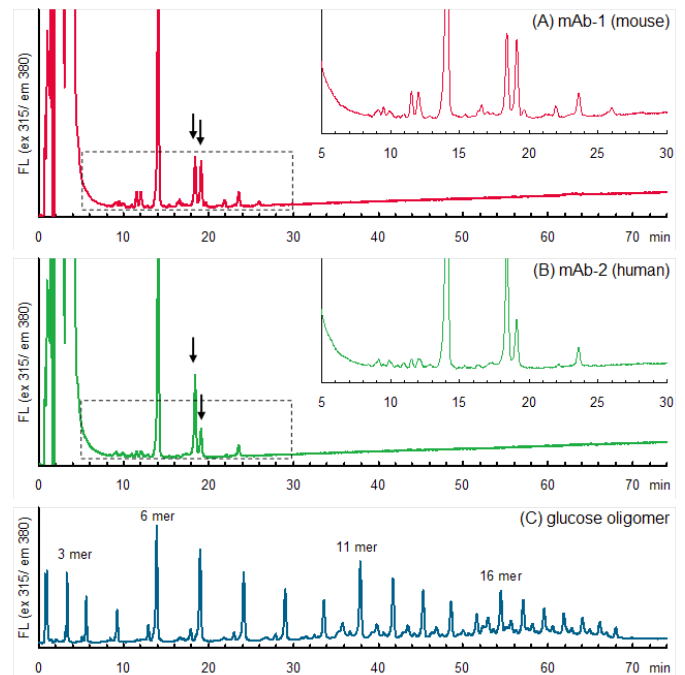 (A) mAb-1 (mouse)
FL (ex 315/ em 380)
5 10 15 20 25 30
0 10 20 30 40 50 60 70 min
(B) mAb-2 (human)
FL (ex 315/ em 380)
5 10 15 20 25 30
0 10 20 30 40 50 60 70 min
(C) glucose oligomer
FL (ex 315/ em 380)
3 mer
6 mer
11 mer
16 mer
0 10 20 30 40 50 60 70 min